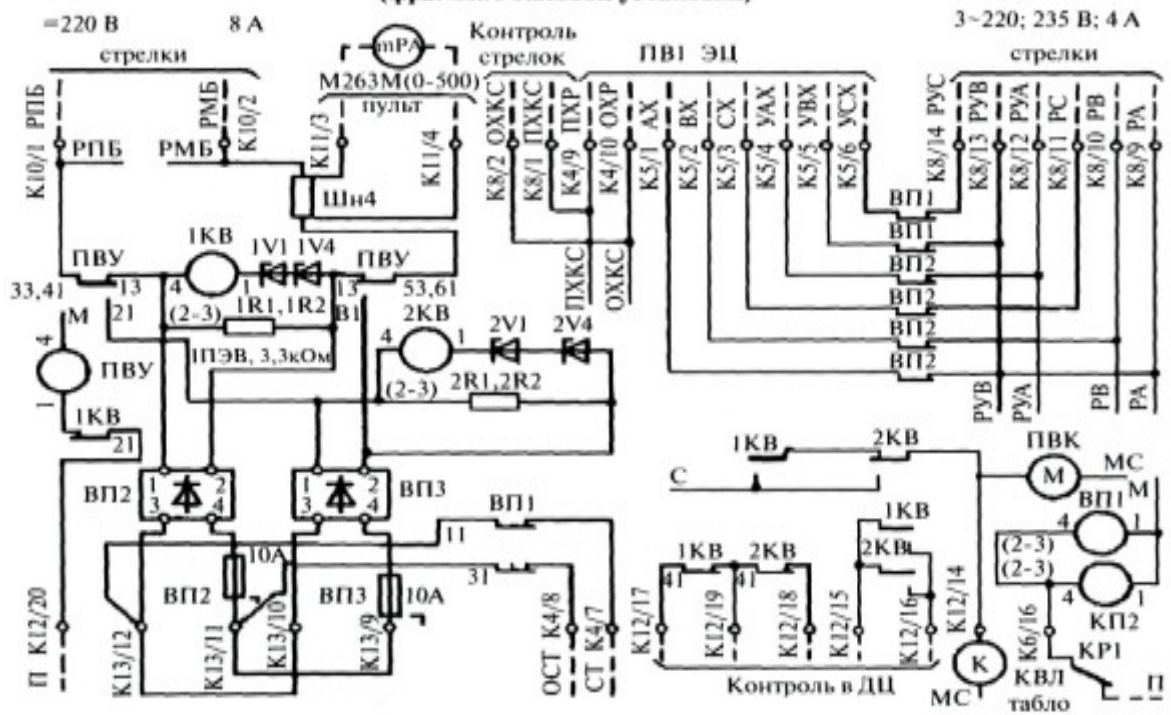 =220 В 8 А
стрелки
mPA
М263М(0-500)
пульт
Контроль
стрелок
ПВ1 ЭЦ
3~220; 235 В; 4 А
стрелки
РПБ
К10/1
РПБ
РМБ
РМБ
К10/2
К11/3
К11/4
Шн4
ОХКС
К8/2
ПХКС
К8/1
ПХР
К4/9
ОХР
К4/10
АХ
К5/1
ВХ
К5/2
СХ
К5/3
УАХ
К5/4
УВХ
К5/5
УСХ
К5/6
РУС
К8/14
РУВ
К8/13
РУА
К8/12
РС
К8/11
РВ
К8/10
РА
К8/9
ВП1
ВП1
ВП2
ВП2
ВП2
ВП2
ПХКС
ОХКС
РУВ
РУА
РВ
РА
ПВУ
33,41
13
21
М
4
ПВУ
1
1КВ
21
1КВ
4
1
1V1
1V4
(2-3)
1R1,1R2
1ПЭВ, 3,3кОм
ПВУ
13
53,61
В1
2КВ
4
1
2V1
2V4
(2-3)
2R1,2R2
ВП2
1 2
3 4
1 2
3 4
ВП3
ВП2
10А
ВП3
10А
ВП1
11
31
П К12/20
К13/12
К13/11
К13/10
К13/9
ОСТ К4/8
СТ К4/7
1КВ
2КВ
С
1КВ
41
2КВ
41
1КВ
2КВ
К12/17
К12/19
К12/18
К12/15
К12/16
К12/14
Контроль в ДЦ
ПВК
М
МС
М
ВП1
4
1
(2-3)
(2-3)
4
1
КП2
К
МС
К6/16
КР1
КВЛ
табло
П